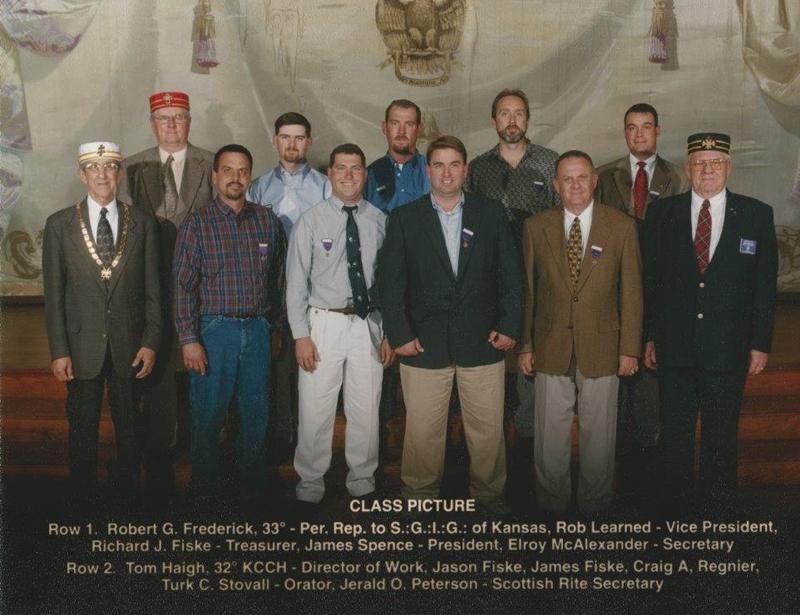 CLASS PICTURE
Row 1. Robert G. Frederick, 33° - Per. Rep. to S.:G.:I.:G.: of Kansas, Rob Learned - Vice President,
Richard J. Fiske - Treasurer, James Spence - President, Elroy McAlexander - Secretary
Row 2. Tom Haigh, 32° KCCH - Director of Work, Jason Fiske, James Fiske, Craig A, Regnier,
Turk C. Stovall - Orator, Jerald O. Peterson - Scottish Rite Secretary